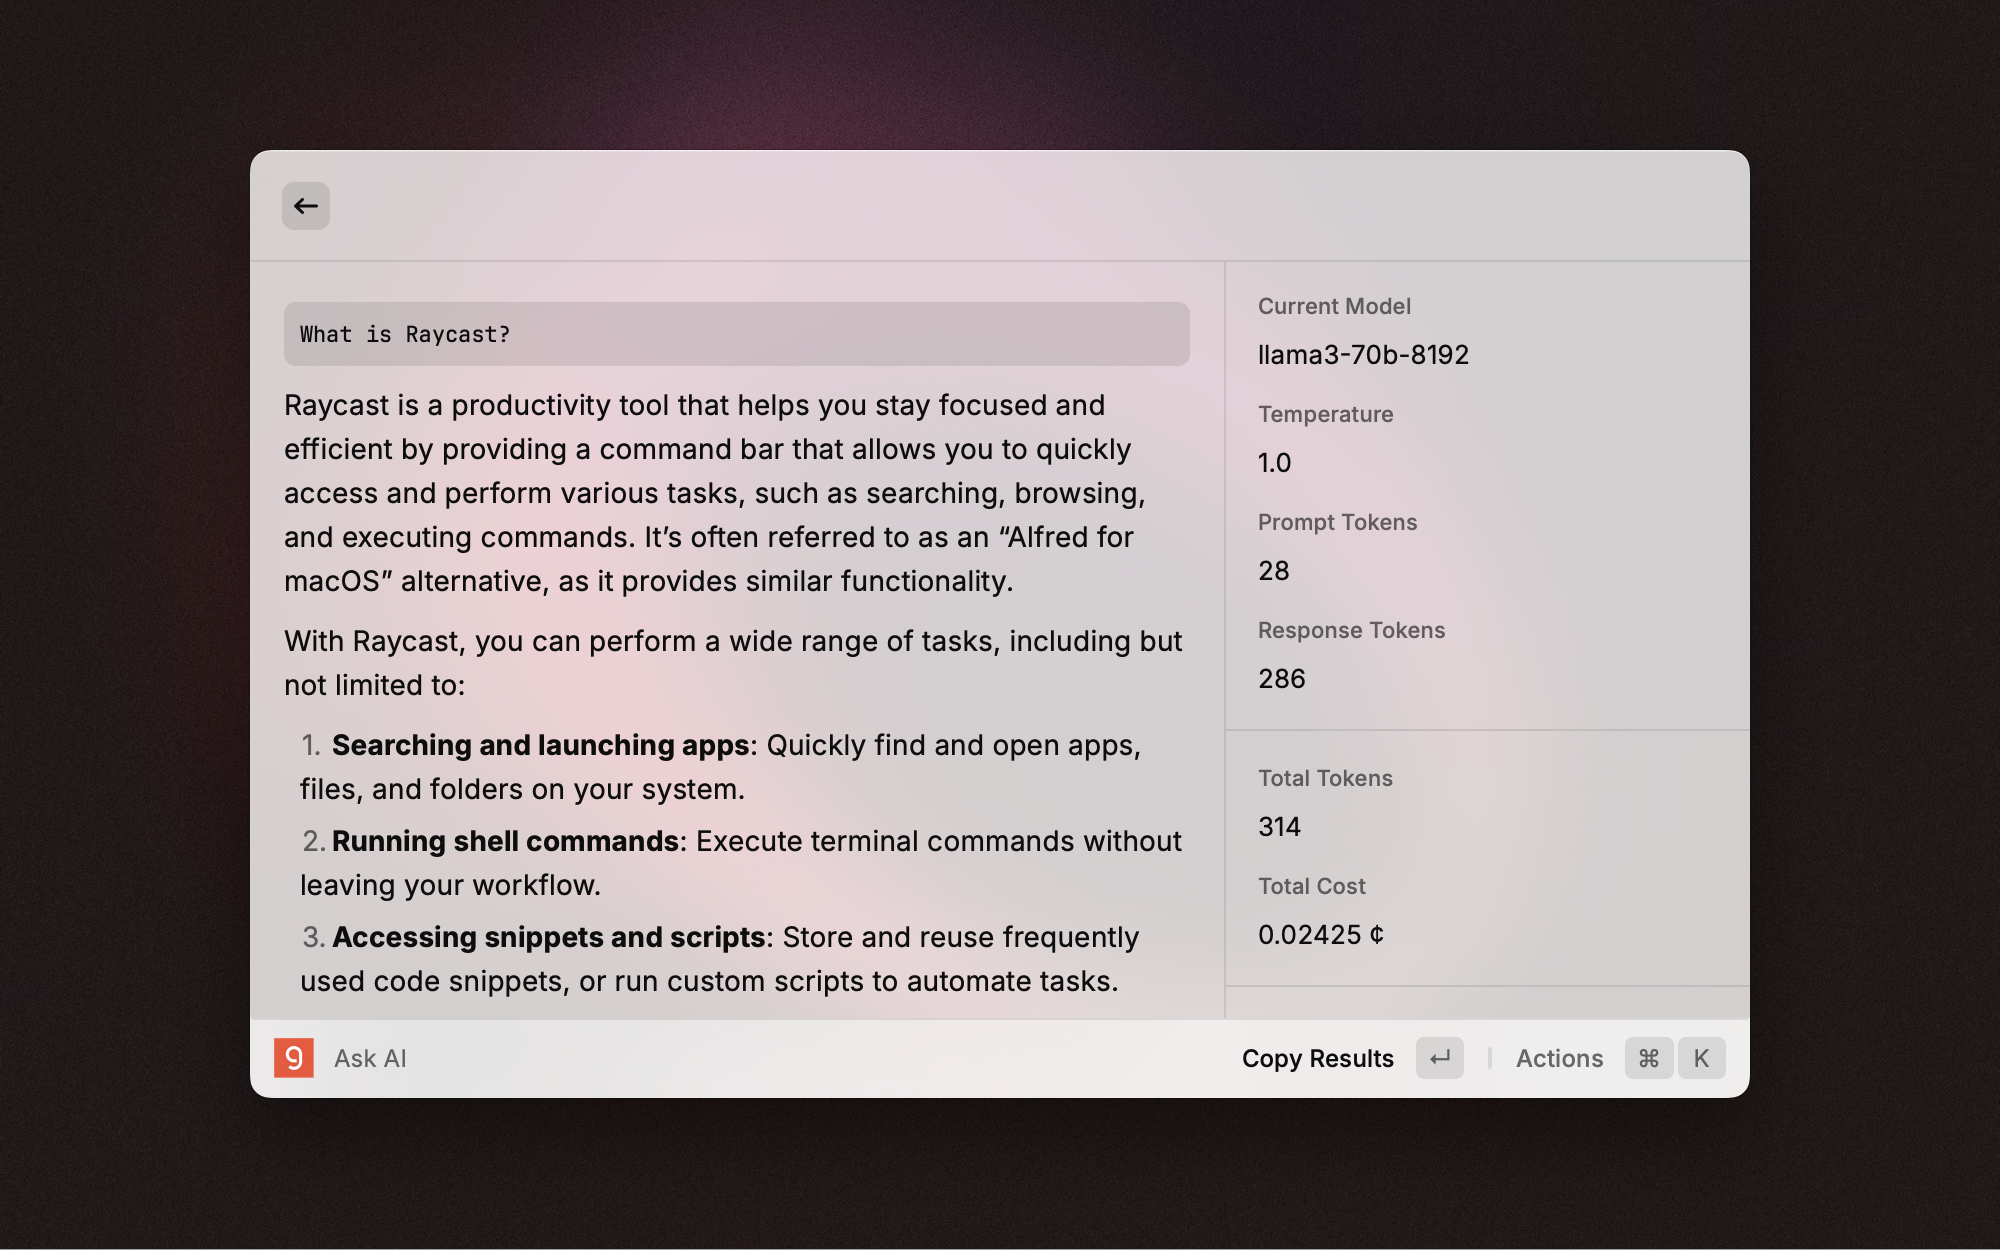 What is Raycast?
Raycast is a productivity tool that helps you stay focused and
efficient by providing a command bar that allows you to quickly
access and perform various tasks, such as searching, browsing,
and executing commands. It’s often referred to as an “Alfred for
macOS” alternative, as it provides similar functionality.
With Raycast, you can perform a wide range of tasks, including but
not limited to:
1. Searching and launching apps: Quickly find and open apps,
files, and folders on your system.
2. Running shell commands: Execute terminal commands without
leaving your workflow.
3. Accessing snippets and scripts: Store and reuse frequently
used code snippets, or run custom scripts to automate tasks.
Current Model
llama3-70b-8192
Temperature
1.0
Prompt Tokens
28
Response Tokens
286
Total Tokens
314
Total Cost
0.02425 ¢
g Ask AI
Copy Results ↵ Actions ⌘ K